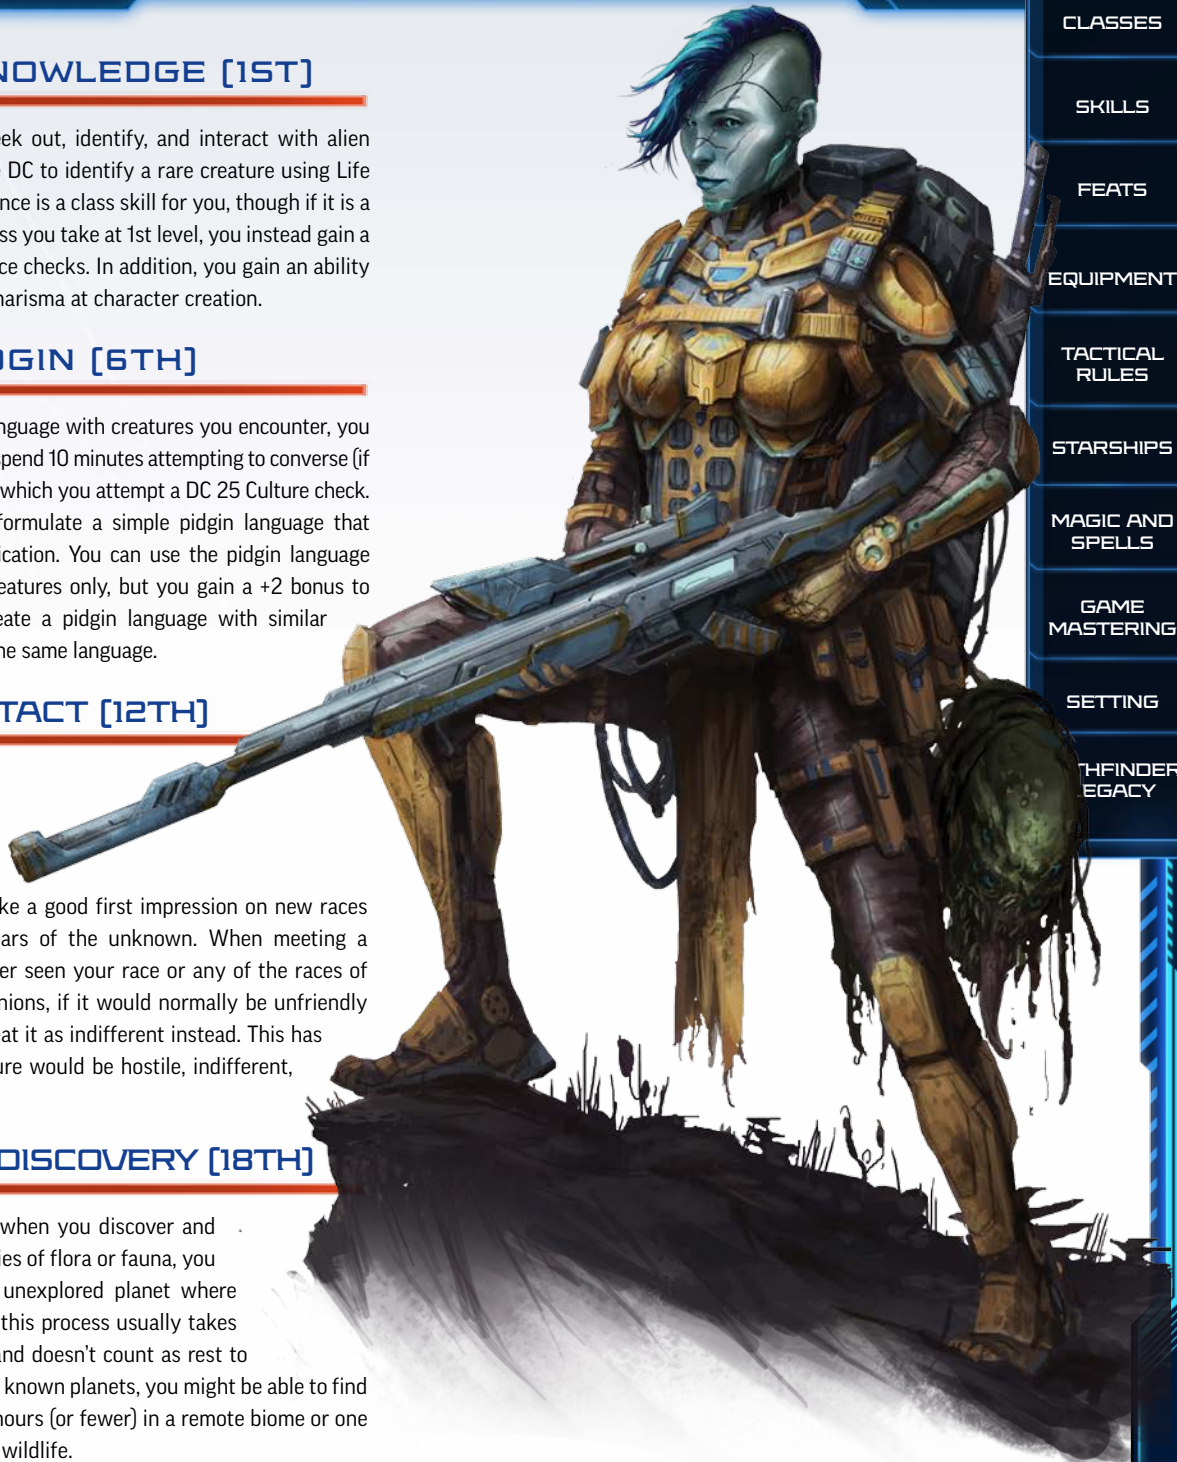 NOWLEDGE (1ST)
eek out, identify, and interact with alien
DC to identify a rare creature using Life
nce is a class skill for you, though if it is a
ss you take at 1st level, you instead gain a
ce checks. In addition, you gain an ability
harisma at character creation.
OGIN (6TH)
nguage with creatures you encounter, you
spend 10 minutes attempting to converse (if
which you attempt a DC 25 Culture check.
formulate a simple pidgin language that
ication. You can use the pidgin language
eatures only, but you gain a +2 bonus to
eate a pidgin language with similar
he same language.
TACT (12TH)
ke a good first impression on new races
ars of the unknown. When meeting a
er seen your race or any of the races of
nions, if it would normally be unfriendly
eat it as indifferent instead. This has
ure would be hostile, indifferent,
DISCOVERY (18TH)
when you discover and
ies of flora or fauna, you
unexplored planet where
this process usually takes
and doesn't count as rest to
known planets, you might be able to find
hours (or fewer) in a remote biome or one
wildlife.
CLASSES
SKILLS
FEATS
EQUIPMENT
TACTICAL
RULES
STARSHIPS
MAGIC AND
SPELLS
GAME
MASTERING
SETTING
THFINDER
EGACY